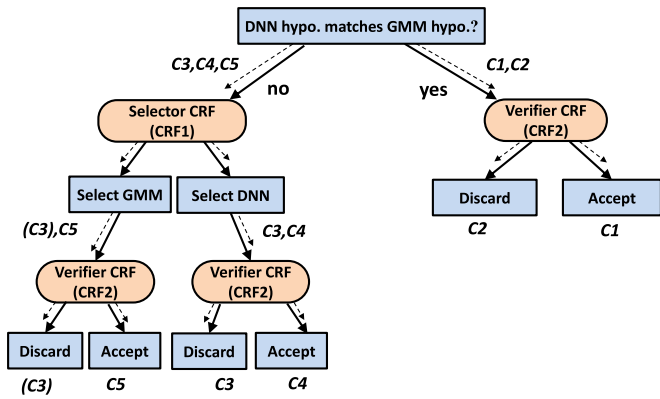 DNN hypo. matches GMM hypo.?
C3,C4,C5
C1,C2
no
yes
Selector CRF
(CRF1)
Verifier CRF
(CRF2)
Select GMM
Select DNN
Discard
Accept
C2
C1
(C3),C5
C3,C4
Verifier CRF
(CRF2)
Verifier CRF
(CRF2)
Discard
Accept
Discard
Accept
(C3)
C5
C3
C4